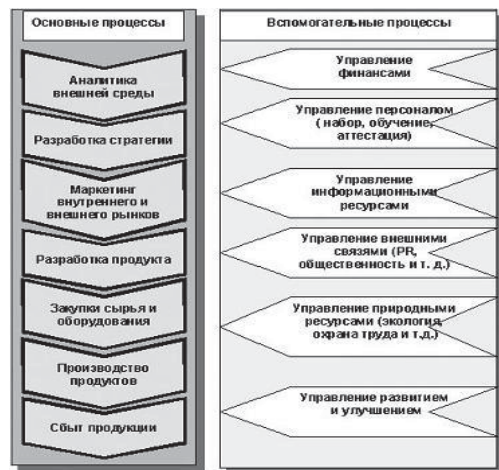 Основные процессы
Аналитика
внешней среды
Разработка стратегии
Маркетинг
внутреннего и
внешнего рынков
Разработка продукта
Закупки сырья и
оборудования
Производство
продуктов
Сбыт продукции
Вспомогательные процессы
Управление
финансами
Управление персоналом
( набор, обучение,
аттестация)
Управление
информационными
ресурсами
Управление внешними
связями (PR,
общественность и т. д.)
Управление природными
ресурсами (экология,
охрана труда и т.д.)
Управление развитием
и улучшением